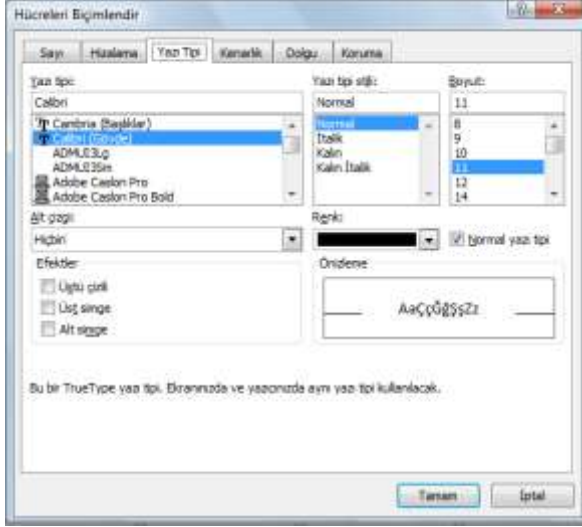 Hücreleri Biçimlendir
Sayı Hizalama Yazı Tipi Kenarlık Dolgu Koruma
Yazı tipi: Yazı tipi stili: Boyut:
Calibri Normal 11
Cambria (Başlıklar) Normal 8
Calibri (Gövde) İtalik 9
ADMUI3Lg Kalın 10
ADMUI3Sm Kalın İtalik 11
Adobe Caslon Pro 12
Adobe Caslon Pro Bold 14
Alt çizgi: Renk:
Hiçbiri Normal yazı tipi
Efektler Önizleme
Üstü çizili
Üst simge AaÇçĞğŞşZz
Alt simge
Bu bir TrueType yazı tipi. Ekranınızda ve yazıcınızda aynı yazı tipi kullanılacak.
Tamam İptal